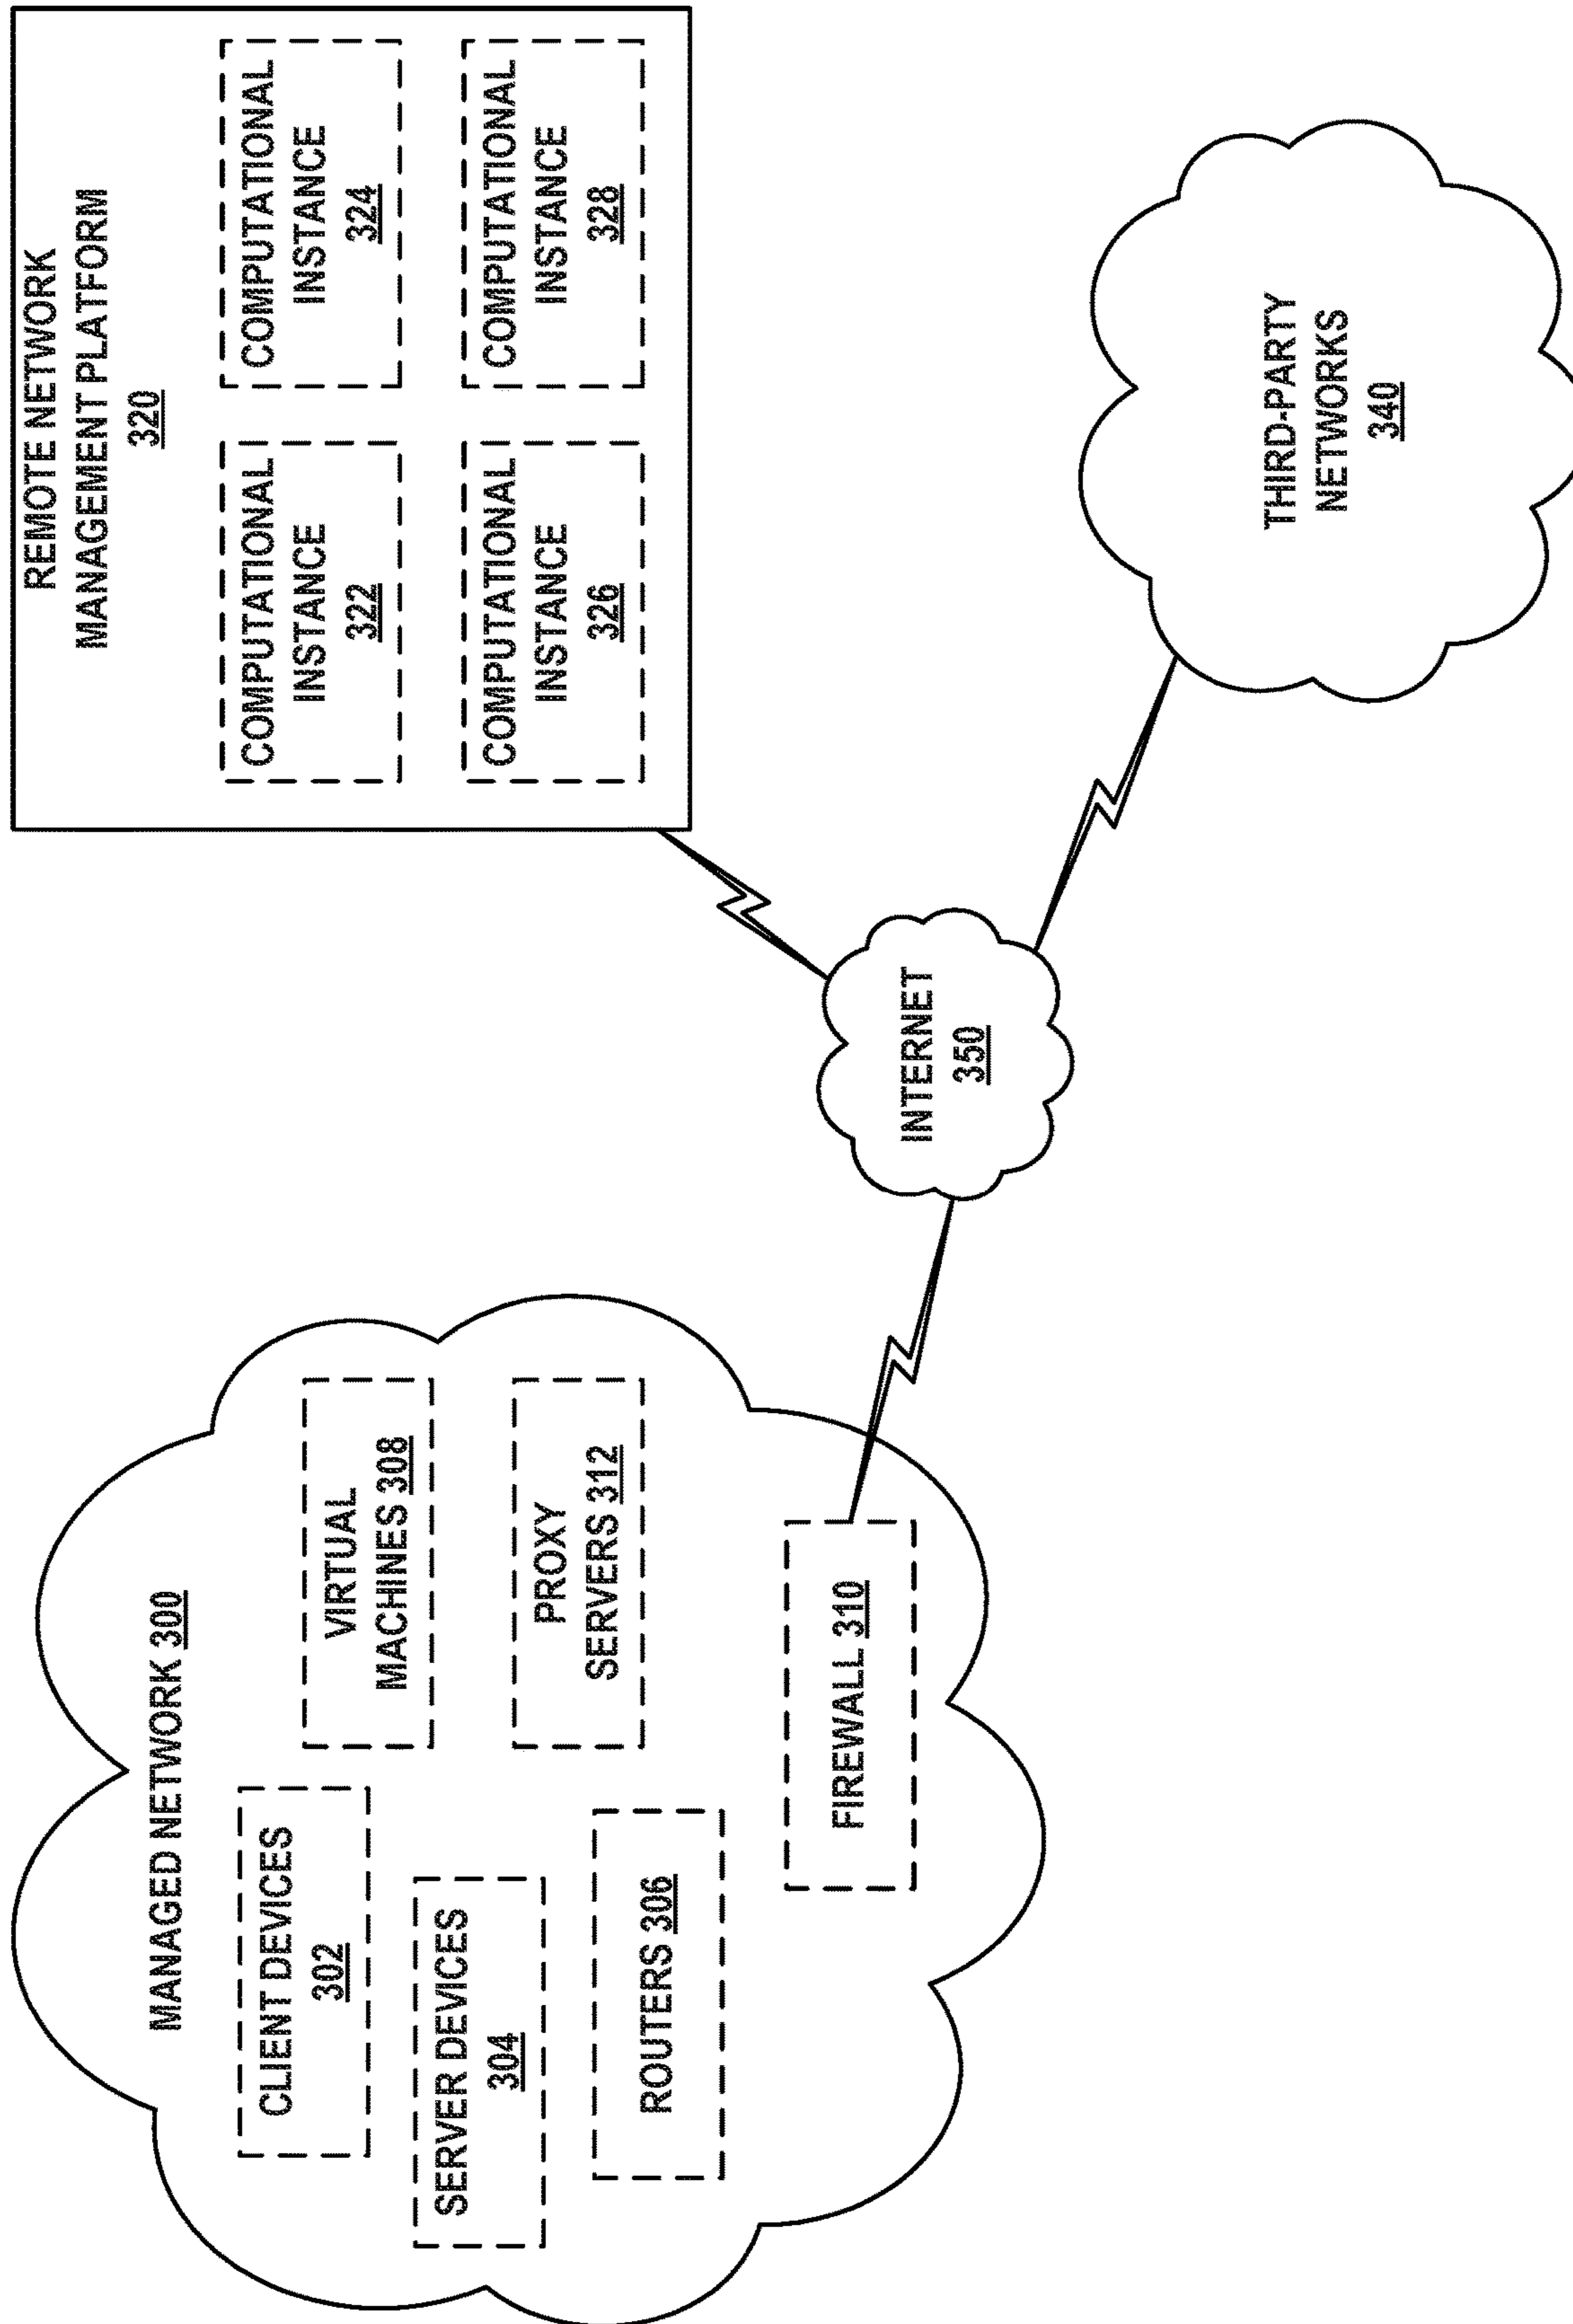 MANAGED NETWORK 300
CLIENT DEVICES
302
SERVER DEVICES
304
ROUTERS 306
VIRTUAL
MACHINES 308
PROXY
SERVERS 312
FIREWALL 310
INTERNET
350
REMOTE NETWORK
MANAGEMENT PLATFORM
320
COMPUTATIONAL
INSTANCE
322
COMPUTATIONAL
INSTANCE
324
COMPUTATIONAL
INSTANCE
326
COMPUTATIONAL
INSTANCE
328
THIRD-PARTY
NETWORKS
340